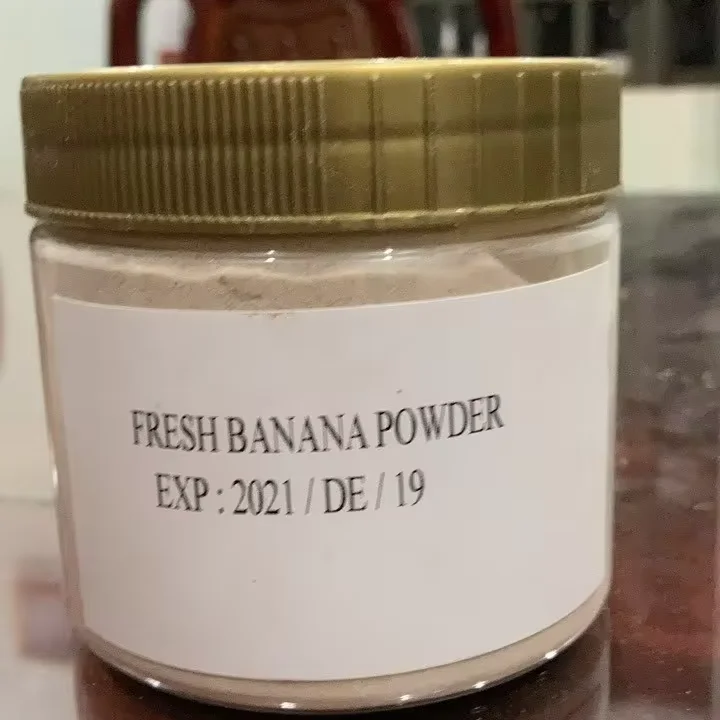 FRESH BANANA POWDER
EXP : 2021 / DE / 19